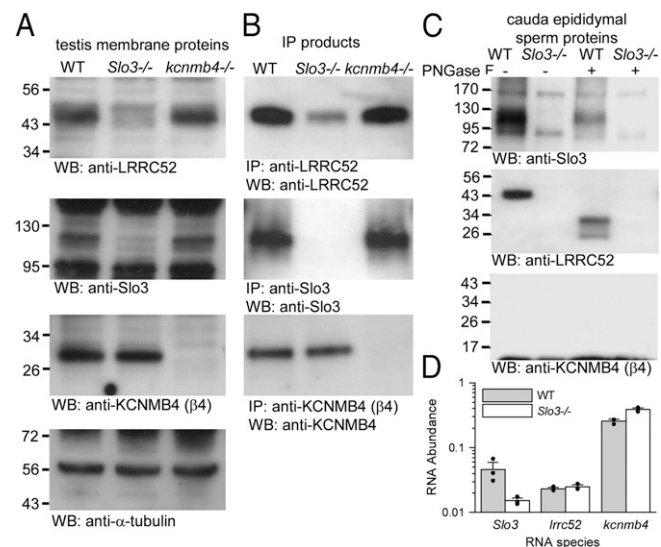 A
testis membrane proteins
WT Slo3-/- kcnmb4-/-
56
43
34
WB: anti-LRRC52
130
95
WB: anti-Slo3
34
26
WB: anti-KCNMB4 (β4)
72
56
43
WB: anti-α-tubulin
B
IP products
WT Slo3-/- kcnmb4-/-
IP: anti-LRRC52
WB: anti-LRRC52
IP: anti-Slo3
WB: anti-Slo3
IP: anti-KCNMB4 (β4)
WB: anti-KCNMB4
C
cauda epididymal
sperm proteins
WT Slo3-/- WT Slo3-/-
PNGase F - - + +
170
130
95
72
WB: anti-Slo3
56
43
34
26
WB: anti-LRRC52
43
34
26
17
WB: anti-KCNMB4 (β4)
D
1
0.1
0.01
RNA Abundance
WT
Slo3-/-
Slo3 lrrc52 kcnmb4
RNA species